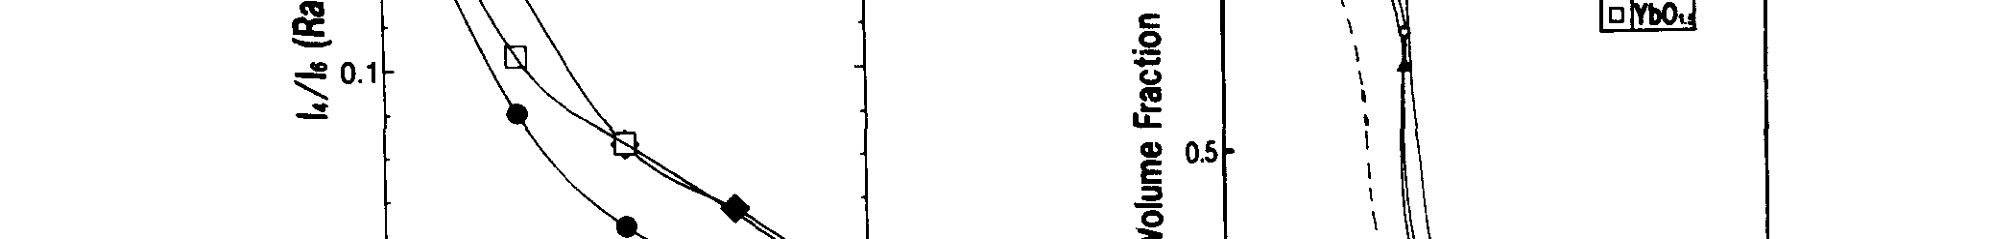 I₄/I₆ (Ra
0.1
Volume Fraction
0.5
YbO₁.₅